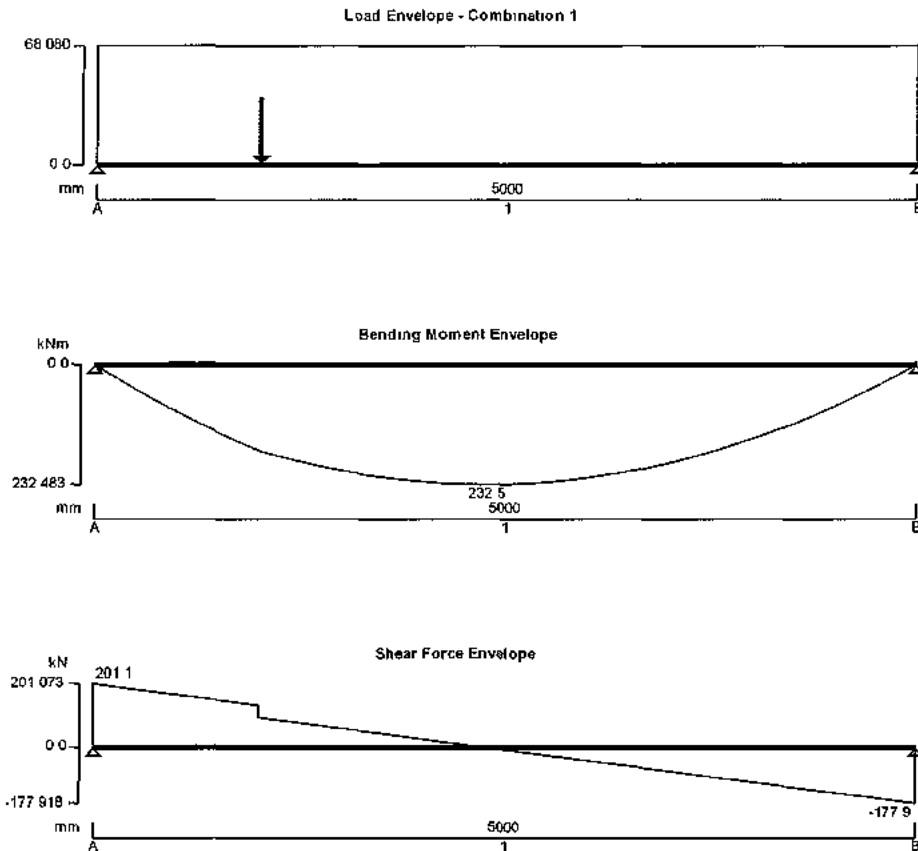 Load Envelope - Combination 1
68 080
0 0
mm
5000
A
1
B
Bending Moment Envelope
kNm
0 0
232 483
232 5
mm
5000
A
1
B
Shear Force Envelope
kN
201 073
201 1
0 0
-177 918
-177 9
mm
5000
A
1
B